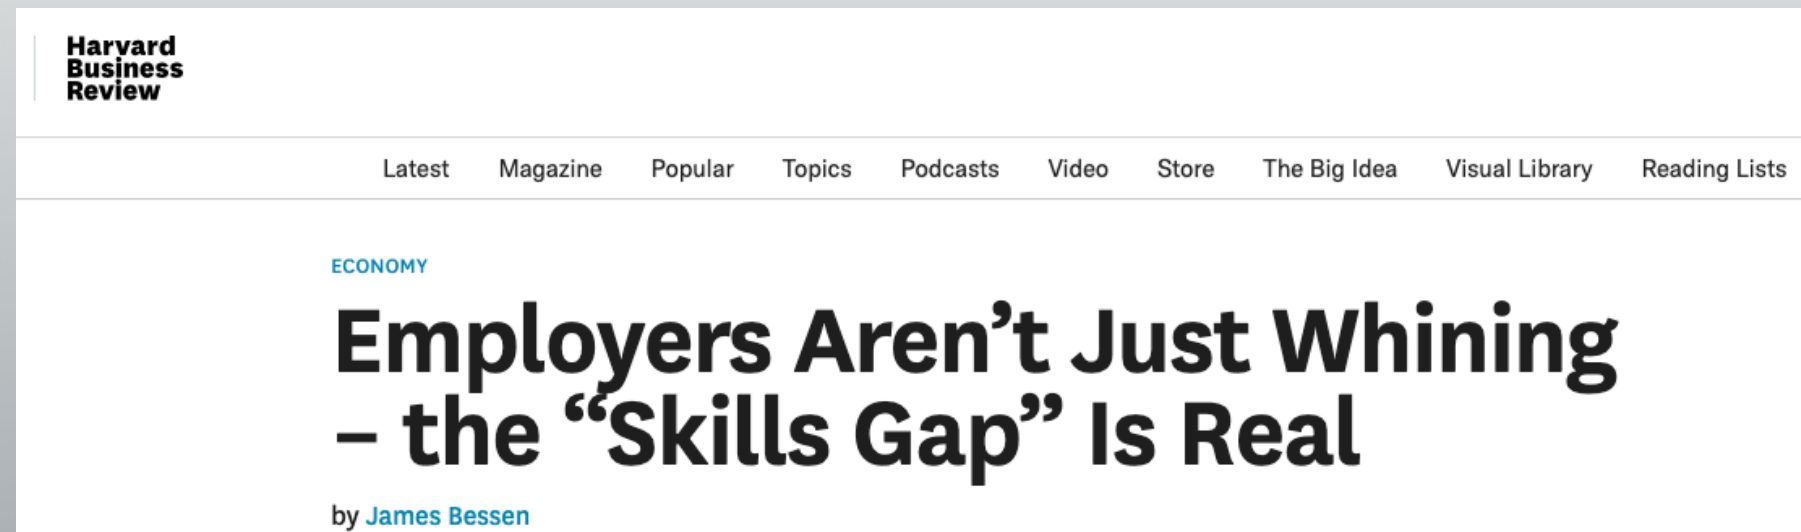 Harvard
Business
Review
Latest Magazine Popular Topics Podcasts Video Store The Big Idea Visual Library Reading Lists
ECONOMY
Employers Aren’t Just Whining
– the “Skills Gap” Is Real
by James Bessen